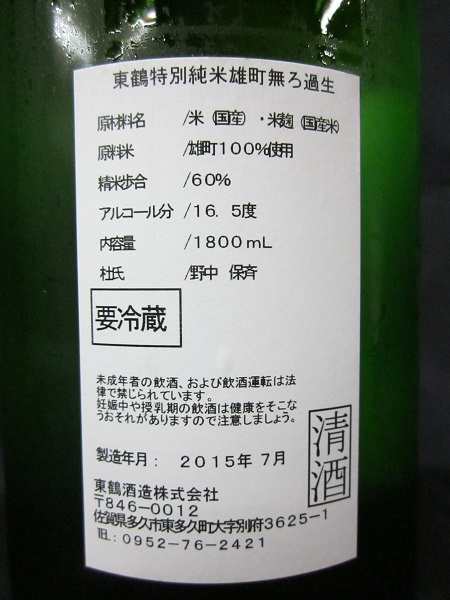 東鶴特別純米雄町無ろ過生
原材料名 /米(国産)・米麹(国産米)
原料米 /雄町100%使用
精米歩合 /60%
アルコール分 /16.5度
内容量 /1800mL
杜氏 /野中 保斉
要冷蔵
未成年者の飲酒、および飲酒運転は法
律で禁じられています。
妊娠中や授乳期の飲酒は健康をそこな
うおそれがありますので注意しましょう。
清酒
製造年月: 2015年7月
東鶴酒造株式会社
〒846-0012
佐賀県多久市東多久町大字別府3625-1
TEL:0952-76-2421